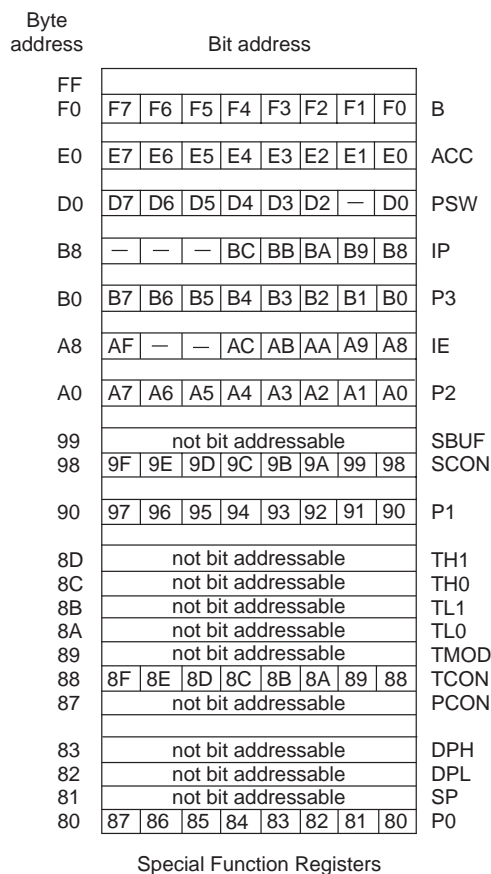 Byte
address Bit address
FF
F0 F7 F6 F5 F4 F3 F2 F1 F0 B
E0 E7 E6 E5 E4 E3 E2 E1 E0 ACC
D0 D7 D6 D5 D4 D3 D2 — D0 PSW
B8 — — — BC BB BA B9 B8 IP
B0 B7 B6 B5 B4 B3 B2 B1 B0 P3
A8 AF — — AC AB AA A9 A8 IE
A0 A7 A6 A5 A4 A3 A2 A1 A0 P2
99 not bit addressable SBUF
98 9F 9E 9D 9C 9B 9A 99 98 SCON
90 97 96 95 94 93 92 91 90 P1
8D not bit addressable TH1
8C not bit addressable TH0
8B not bit addressable TL1
8A not bit addressable TL0
89 not bit addressable TMOD
88 8F 8E 8D 8C 8B 8A 89 88 TCON
87 not bit addressable PCON
83 not bit addressable DPH
82 not bit addressable DPL
81 not bit addressable SP
80 87 86 85 84 83 82 81 80 P0
Special Function Registers